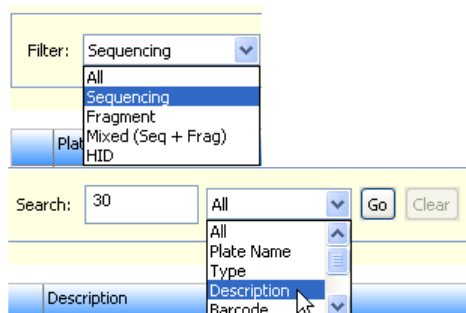 Filter: Sequencing
All
Sequencing
Fragment
Mixed (Seq + Frag)
HID
Search: 30 All Go Clear
All
Plate Name
Type
Description
Barcode
Description